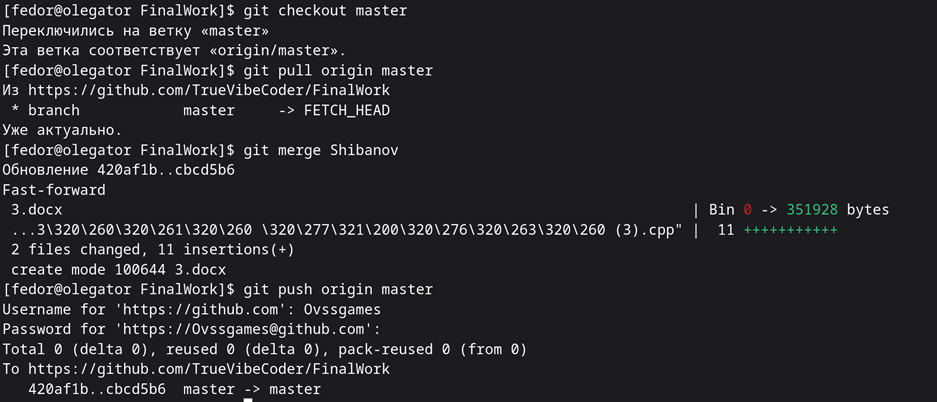 [fedor@olegator FinalWork]$ git checkout master
Переключились на ветку «master»
Эта ветка соответствует «origin/master».
[fedor@olegator FinalWork]$ git pull origin master
Из https://github.com/TrueVibeCoder/FinalWork
 * branch            master     -> FETCH_HEAD
Уже актуально.
[fedor@olegator FinalWork]$ git merge Shibanov
Обновление 420af1b..cbcd5b6
Fast-forward
 3.docx                                                                        | Bin 0 -> 351928 bytes
 ...3\320\260\320\261\320\260 \320\277\321\200\320\276\320\263\320\260 (3).cpp" |  11 +++++++++++
 2 files changed, 11 insertions(+)
 create mode 100644 3.docx
[fedor@olegator FinalWork]$ git push origin master
Username for 'https://github.com': Ovssgames
Password for 'https://Ovssgames@github.com':
Total 0 (delta 0), reused 0 (delta 0), pack-reused 0 (from 0)
To https://github.com/TrueVibeCoder/FinalWork
   420af1b..cbcd5b6  master -> master